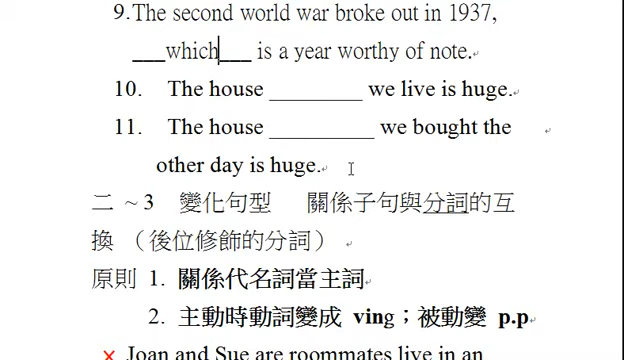 9.The second world war broke out in 1937,
___which___ is a year worthy of note.
10. The house ________ we live is huge.
11. The house _________ we bought the
other day is huge.
二 ~ 3 變化句型 關係子句與分詞的互
換 （後位修飾的分詞）
原則 1. 關係代名詞當主詞
2. 主動時動詞變成 ving；被動變 p.p
× Joan and Sue are roommates live in an